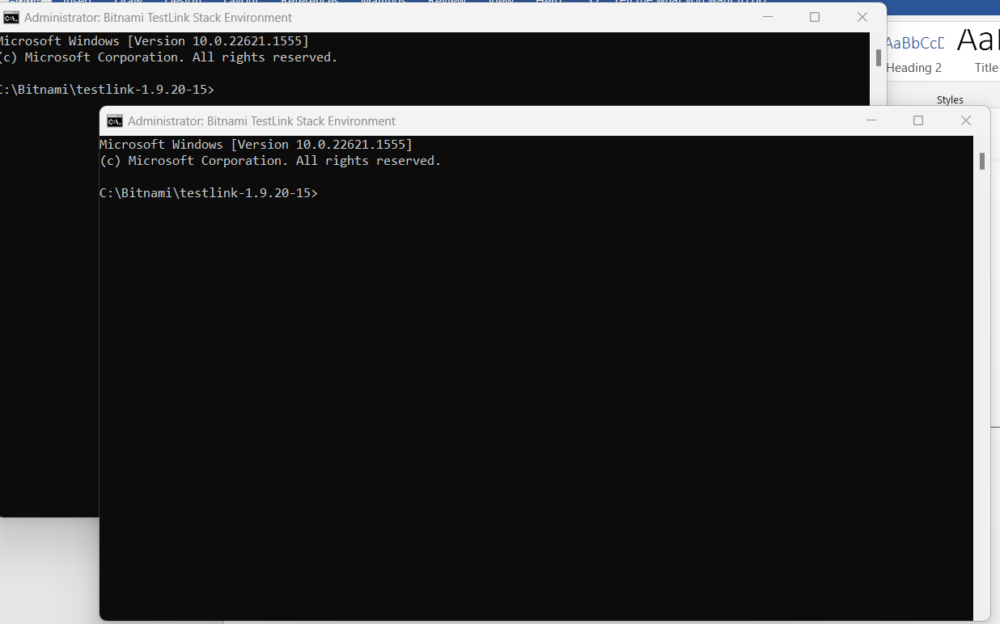 Administrator: Bitnami TestLink Stack Environment
Microsoft Windows [Version 10.0.22621.1555]
(c) Microsoft Corporation. All rights reserved.
C:\Bitnami\testlink-1.9.20-15>
AaBbCcD
Heading 2
Title
Styles
Administrator: Bitnami TestLink Stack Environment
Microsoft Windows [Version 10.0.22621.1555]
(c) Microsoft Corporation. All rights reserved.
C:\Bitnami\testlink-1.9.20-15>